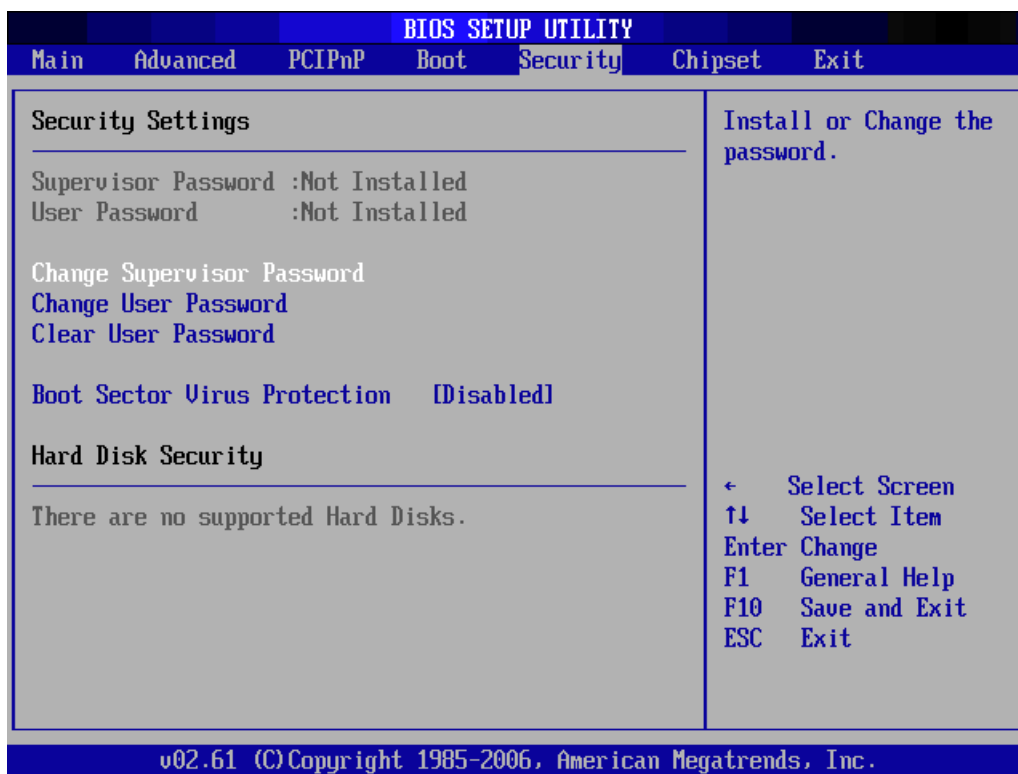 BIOS SETUP UTILITY
Main Advanced PCIPnP Boot Security Chipset Exit
Security Settings
Supervisor Password :Not Installed
User Password :Not Installed
Change Supervisor Password
Change User Password
Clear User Password
Boot Sector Virus Protection [Disabled]
Hard Disk Security
There are no supported Hard Disks.
Install or Change the
password.
← Select Screen
↑↓ Select Item
Enter Change
F1 General Help
F10 Save and Exit
ESC Exit
v02.61 (C)Copyright 1985-2006, American Megatrends, Inc.